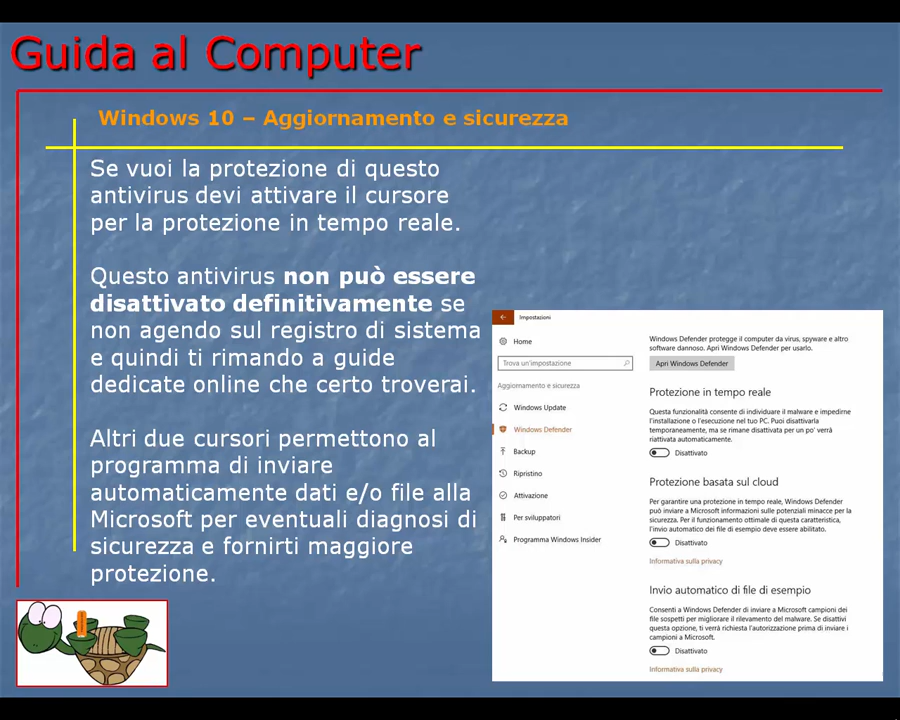 Guida al Computer
Windows 10 – Aggiornamento e sicurezza
Se vuoi la protezione di questo
antivirus devi attivare il cursore
per la protezione in tempo reale.
Questo antivirus non può essere
disattivato definitivamente se
non agendo sul registro di sistema
e quindi ti rimando a guide
dedicate online che certo troverai.
Altri due cursori permettono al
programma di inviare
automaticamente dati e/o file alla
Microsoft per eventuali diagnosi di
sicurezza e fornirti maggiore
protezione.
Impostazioni
Home
Trova un'impostazione
Aggiornamento e sicurezza
Windows Update
Windows Defender
Backup
Ripristino
Attivazione
Per sviluppatori
Programma Windows Insider
Windows Defender protegge il computer da virus, spyware e altro
software dannoso. Apri Windows Defender per usarlo.
Apri Windows Defender
Protezione in tempo reale
Questa funzionalità consente di individuare il malware e impedirne
l'installazione o l'esecuzione nel tuo PC. Puoi disattivarla
temporaneamente, ma se rimane disattivata per un po' verrà
riattivata automaticamente.
Disattivato
Protezione basata sul cloud
Per garantire una protezione in tempo reale, Windows Defender
può inviare a Microsoft informazioni sulle potenziali minacce per la
sicurezza. Per il funzionamento ottimale di questa caratteristica,
l'invio automatico dei file di esempio deve essere abilitato.
Disattivato
Informativa sulla privacy
Invio automatico di file di esempio
Consenti a Windows Defender di inviare a Microsoft campioni dei
file sospetti per migliorare il rilevamento del malware. Se disattivi
questa opzione, ti verrà richiesta l'autorizzazione prima di inviare i
campioni a Microsoft.
Disattivato
Informativa sulla privacy